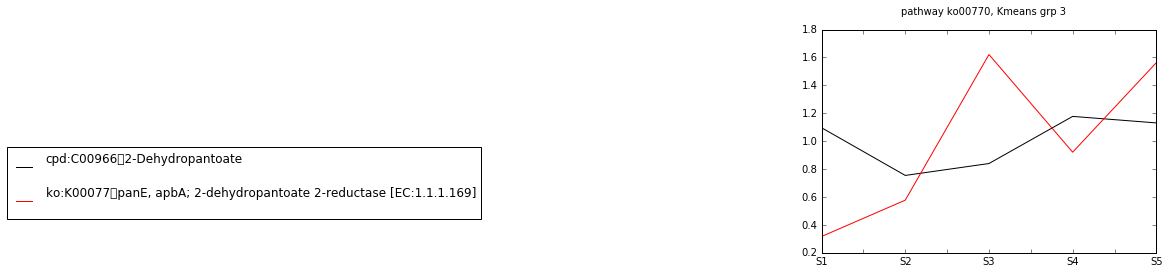 pathway ko00770, Kmeans grp 3
1.8
1.6
1.4
1.2
1.0
0.8
0.6
0.4
0.2
S1 S2 S3 S4 S5
cpd:C00966▯2-Dehydropantoate
ko:K00077▯panE, apbA; 2-dehydropantoate 2-reductase [EC:1.1.1.169]